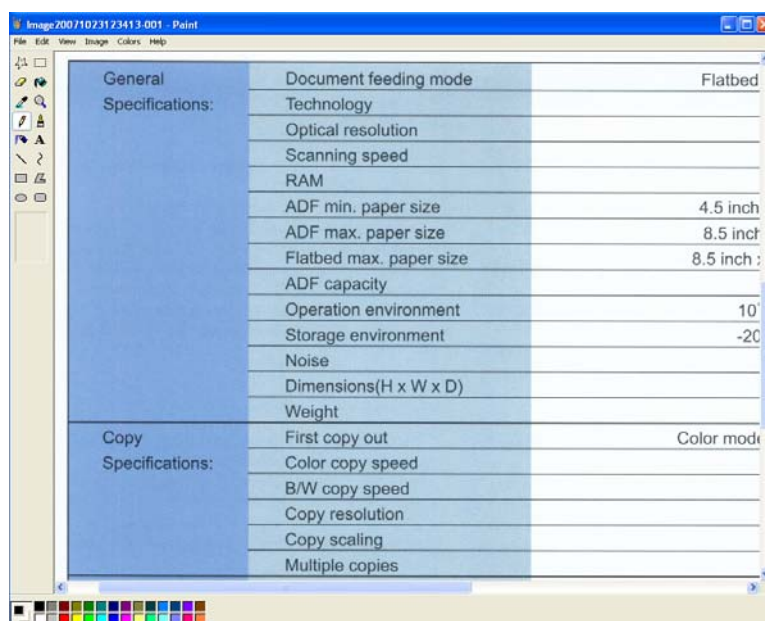 Image20071023123413-001 - Paint
File Edit View Image Colors Help
General Document feeding mode Flatbed
Specifications: Technology
Optical resolution
Scanning speed
RAM
ADF min. paper size 4.5 inch
ADF max. paper size 8.5 inch
Flatbed max. paper size 8.5 inch
ADF capacity
Operation environment 10°
Storage environment -20
Noise
Dimensions(H x W x D)
Weight
Copy First copy out Color mode
Specifications: Color copy speed
B/W copy speed
Copy resolution
Copy scaling
Multiple copies